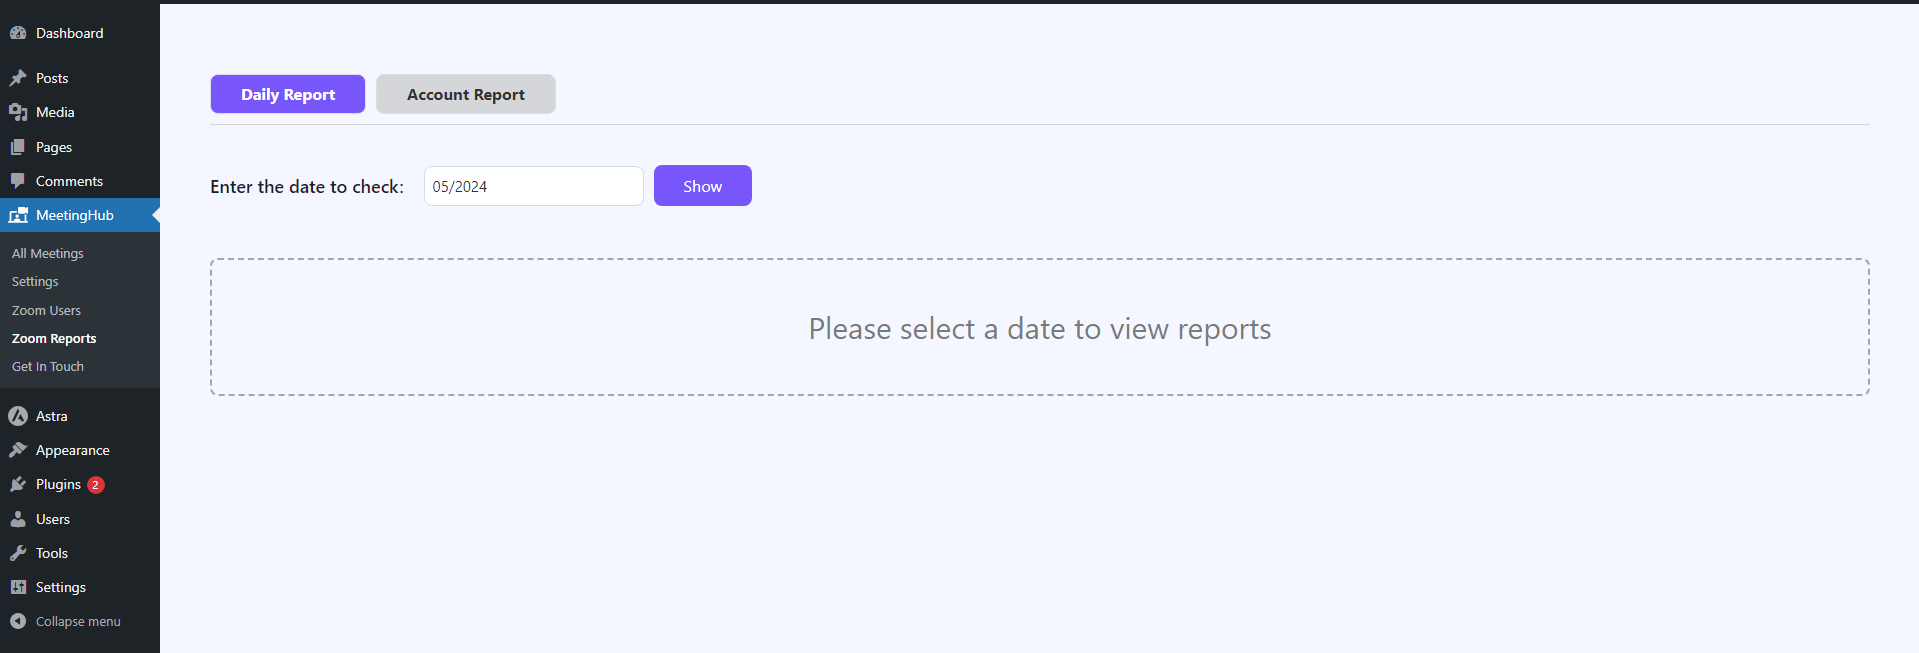 Dashboard
Posts
Media
Pages
Comments
MeetingHub
All Meetings
Settings
Zoom Users
Zoom Reports
Get In Touch
Astra
Appearance
Plugins 2
Users
Tools
Settings
Collapse menu
Daily Report
Account Report
Enter the date to check: 05/2024 Show
Please select a date to view reports